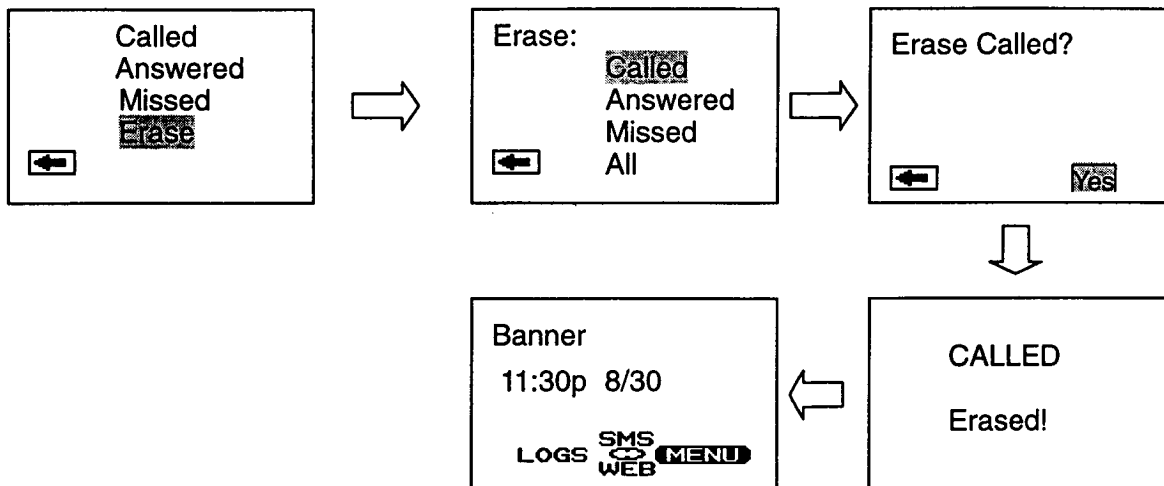 Called
Answered
Missed
Erase
Erase:
Called
Answered
Missed
All
Erase Called?
Yes
CALLED
Erased!
Banner
11:30p 8/30
SMS
LOGS MENU
WEB